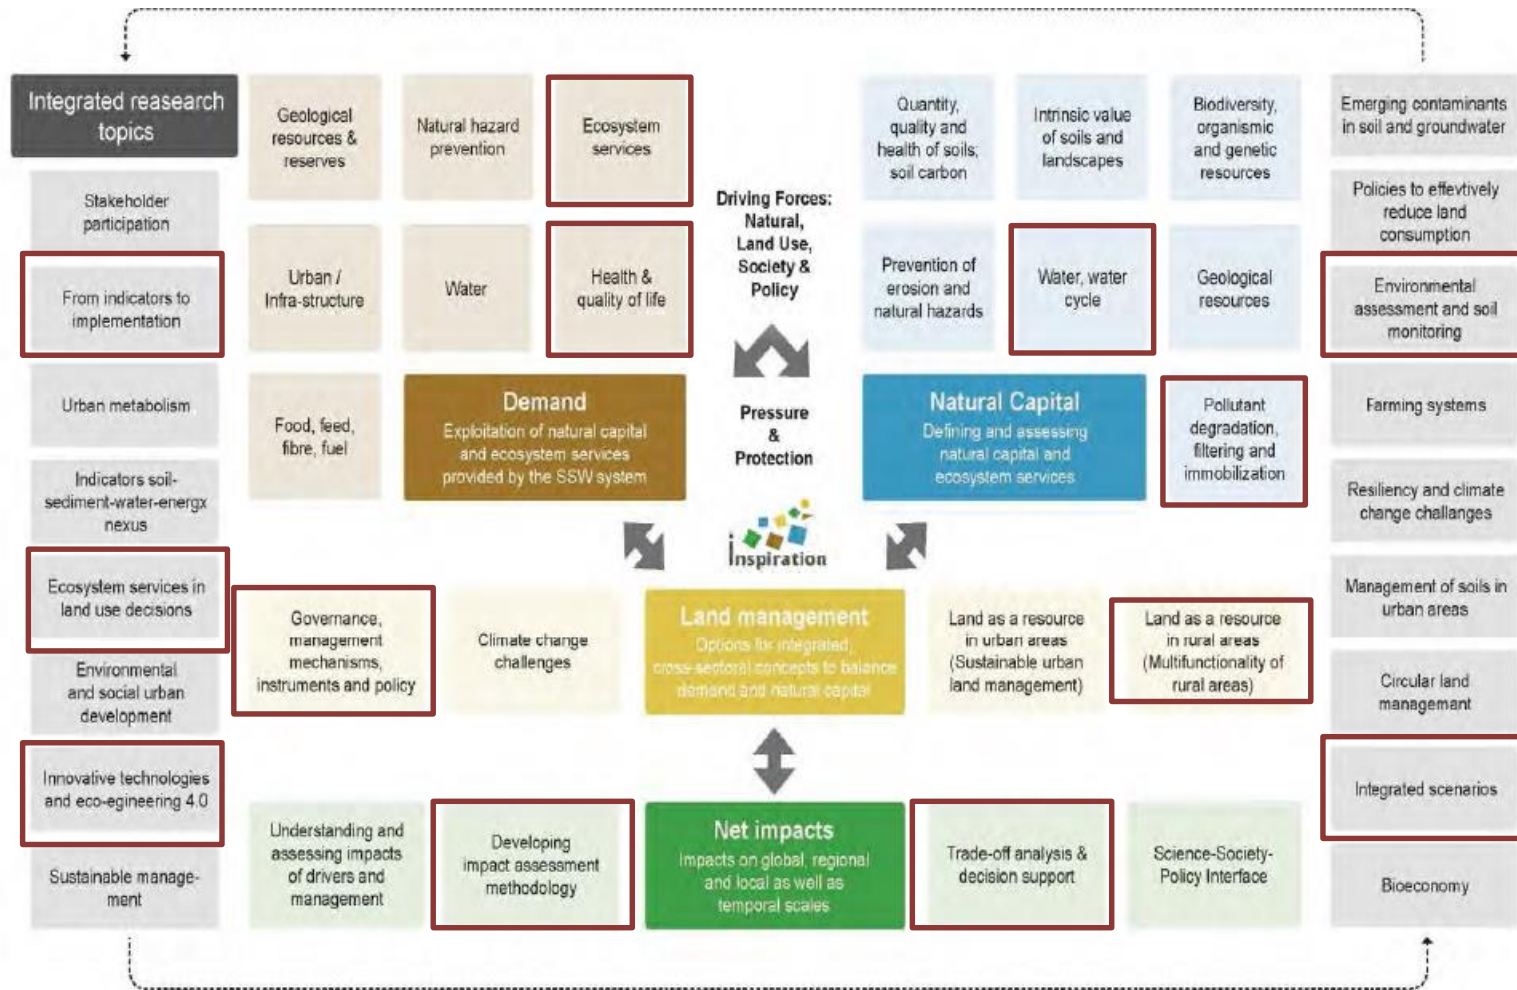 Integrated reasearch
topics
Stakeholder
participation
From indicators to
implementation
Urban metabolism
Indicators soil-
sediment-water-energx
nexus
Ecosystem services in
land use decisions
Environmental
and social urban
development
Innovative technologies
and eco-egineering 4.0
Sustainable manage-
ment
Geological
resources &
reserves
Natural hazard
prevention
Ecosystem
services
Urban /
Infra-structure
Water
Health &
quality of life
Food, feed,
fibre, fuel
Demand
Exploitation of natural capital
and ecosystem services
provided by the SSW system
Driving Forces:
Natural,
Land Use,
Society &
Policy
Pressure
&
Protection
inspiration
Quantity,
quality and
health of soils;
soil carbon
Intrinsic value
of soils and
landscapes
Biodiversity,
organismic
and genetic
resources
Prevention of
erosion and
natural hazards
Water, water
cycle
Geological
resources
Natural Capital
Defining and assessing
natural capital and
ecosystem services
Pollutant
degradation,
filtering and
immobilization
Governance,
management
mechanisms,
instruments and policy
Climate change
challenges
Land management
Options for integrated,
cross-sectoral concepts to balance
demand and natural capital
Land as a resource
in urban areas
(Sustainable urban
land management)
Land as a resource
in rural areas
(Multifunctionality of
rural areas)
Understanding and
assessing impacts
of drivers and
management
Developing
impact assessment
methodology
Net impacts
Impacts on global, regional
and local as well as
temporal scales
Trade-off analysis &
decision support
Science-Society-
Policy Interface
Emerging contaminants
in soil and groundwater
Policies to effevtively
reduce land
consumption
Environmental
assessment and soil
monitoring
Farming systems
Resiliency and climate
change challanges
Management of soils in
urban areas
Circular land
managemant
Integrated scenarios
Bioeconomy